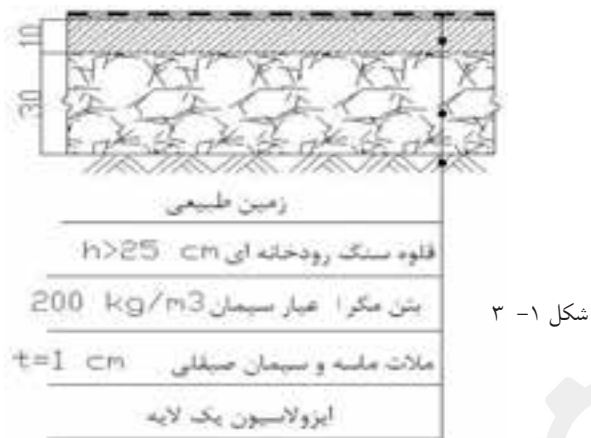 10
30
زمین طبیعی
قلوه سنگ رودخانه ای h>25 cm
بتن مگر ا عیار سیمان 200 kg/m3
ملات ماسه و سیمان صیقلی t=1 cm
ایزولاسیون یک لایه
شکل ۱- ۳